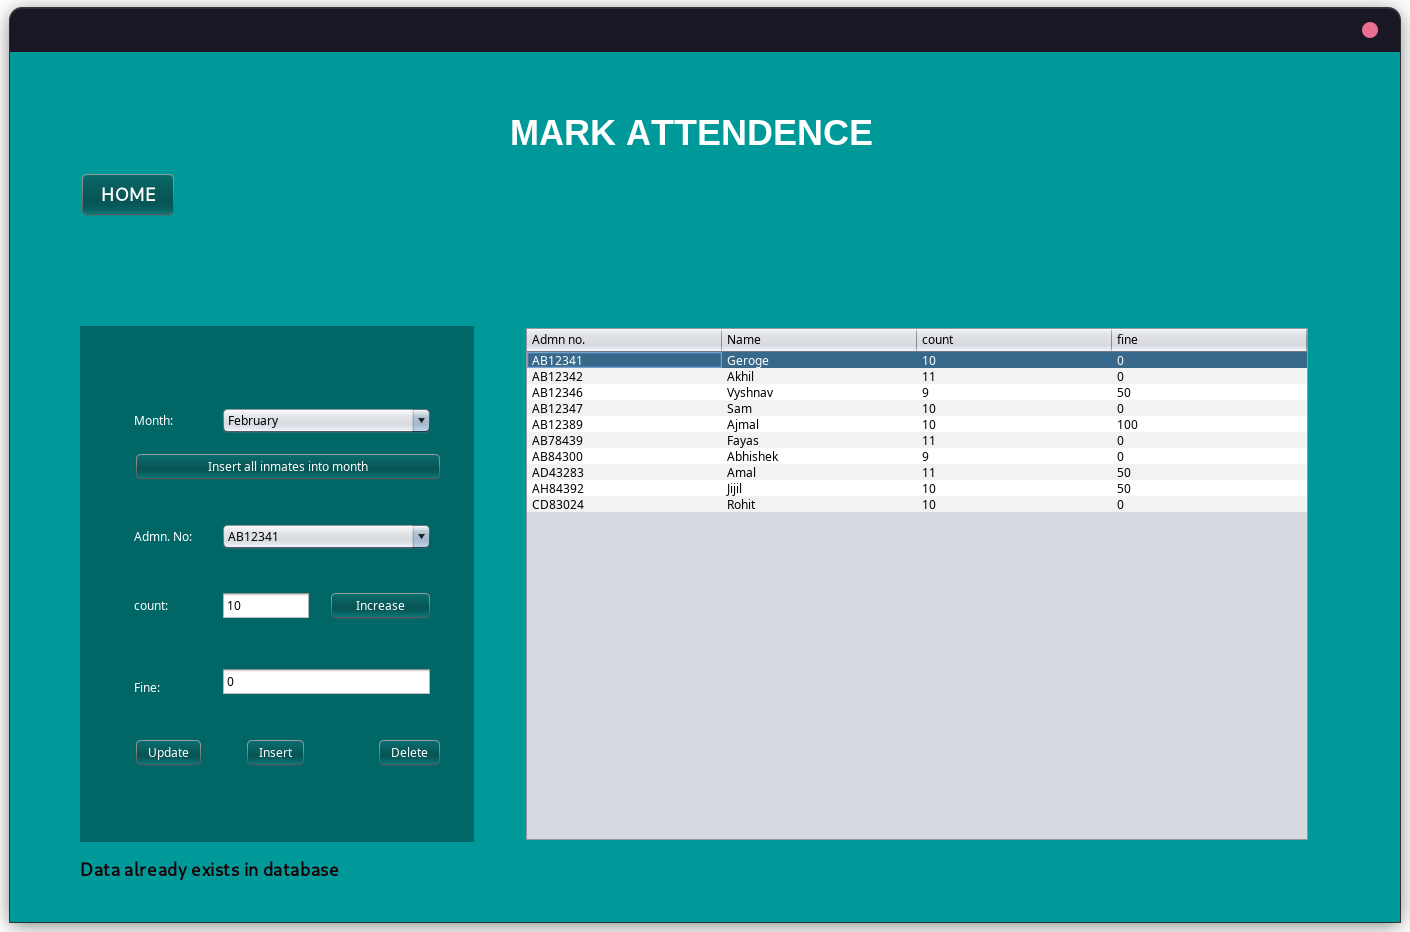 MARK ATTENDENCE
HOME
Month: February
Insert all inmates into month
Admn. No: AB12341
count: 10 Increase
Fine: 0
Update Insert Delete
Data already exists in database
Admn no. Name count fine
AB12341 Geroge 10 0
AB12342 Akhil 11 0
AB12346 Vyshnav 9 50
AB12347 Sam 10 0
AB12389 Ajmal 10 100
AB78439 Fayas 11 0
AB84300 Abhishek 9 0
AD43283 Amal 11 50
AH84392 Jijil 10 50
CD83024 Rohit 10 0